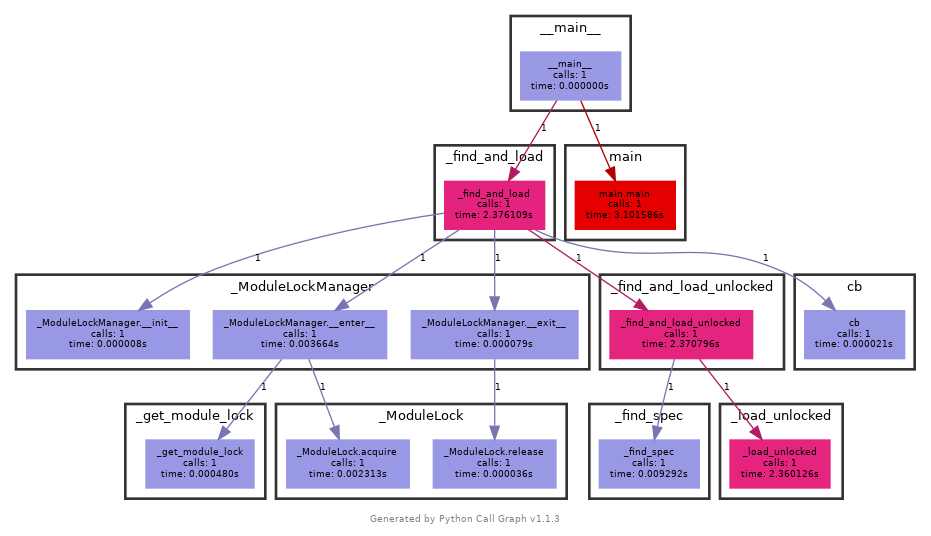 __main__
__main__
calls: 1
time: 0.000000s
1
1
_find_and_load
main
_find_and_load
calls: 1
time: 2.376109s
main.main
calls: 1
time: 3.101586s
1
1
1
1
1
_ModuleLockManager
_find_and_load_unlocked
cb
_ModuleLockManager.__init__
calls: 1
time: 0.000008s
_ModuleLockManager.__enter__
calls: 1
time: 0.003664s
_ModuleLockManager.__exit__
calls: 1
time: 0.000079s
_find_and_load_unlocked
calls: 1
time: 2.370796s
cb
calls: 1
time: 0.000021s
1
1
1
1
1
_get_module_lock
_ModuleLock
_find_spec
_load_unlocked
_get_module_lock
calls: 1
time: 0.000480s
_ModuleLock.acquire
calls: 1
time: 0.002313s
_ModuleLock.release
calls: 1
time: 0.000036s
_find_spec
calls: 1
time: 0.009292s
_load_unlocked
calls: 1
time: 2.360126s
Generated by Python Call Graph v1.1.3